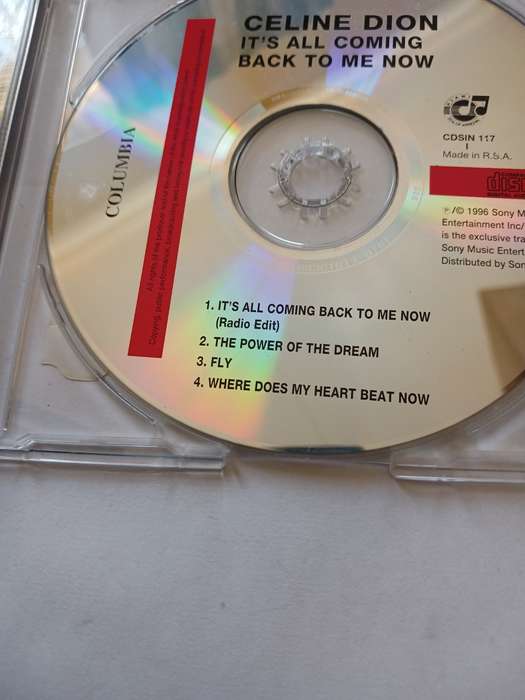 CELINE DION
IT'S ALL COMING
BACK TO ME NOW
COLUMBIA
CDSIN 117
I
Made in R.S.A.
℗/© 1996 Sony M
Entertainment Inc/
is the exclusive tra
Sony Music Entert
Distributed by Son
1. IT'S ALL COMING BACK TO ME NOW
(Radio Edit)
2. THE POWER OF THE DREAM
3. FLY
4. WHERE DOES MY HEART BEAT NOW